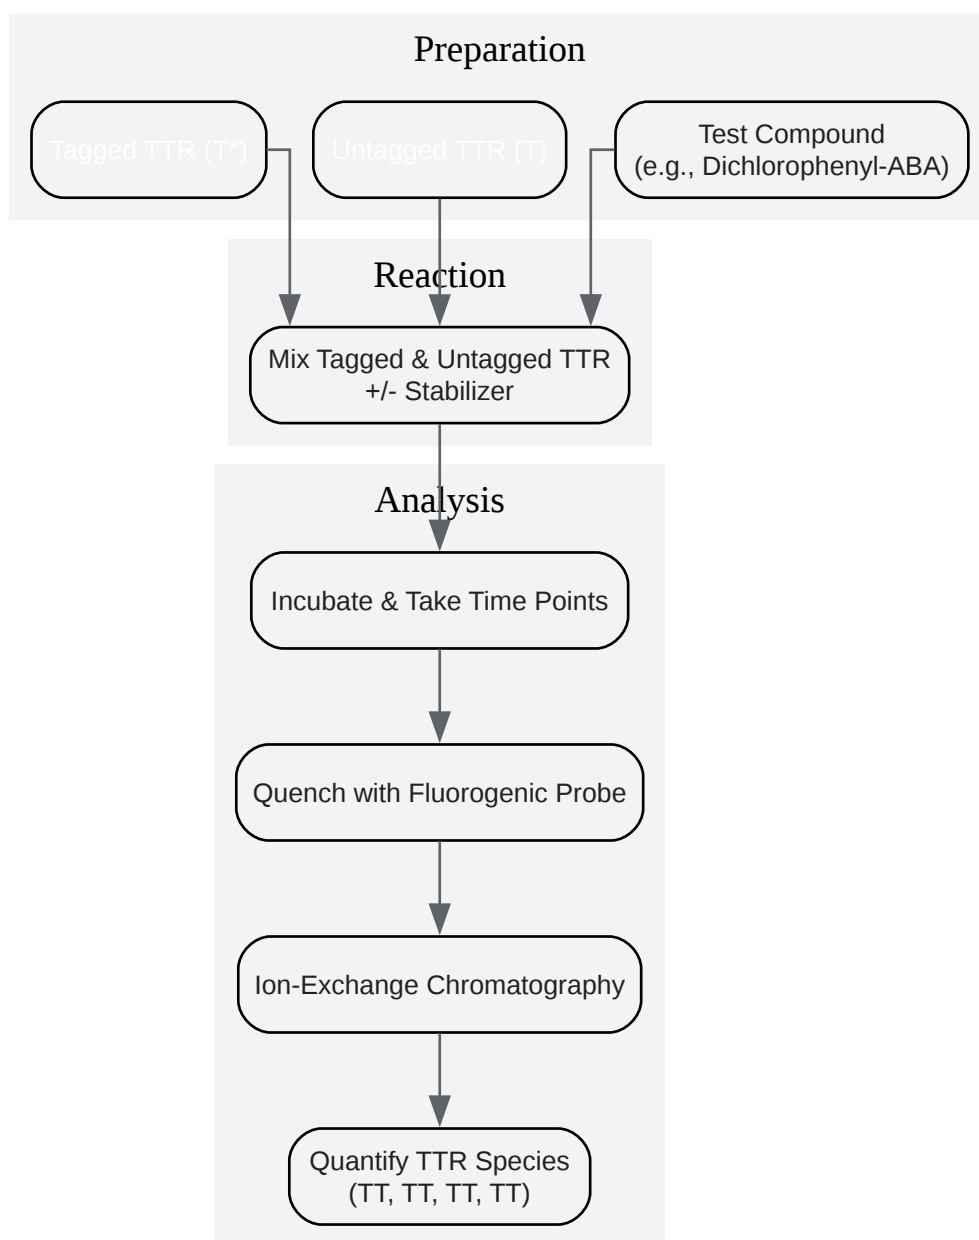 Preparation
Tagged TTR (T*)
Untagged TTR (T)
Test Compound
(e.g., Dichlorophenyl-ABA)
Reaction
Mix Tagged & Untagged TTR
+/- Stabilizer
Analysis
Incubate & Take Time Points
Quench with Fluorogenic Probe
Ion-Exchange Chromatography
Quantify TTR Species
(TT, TT, TT, TT)